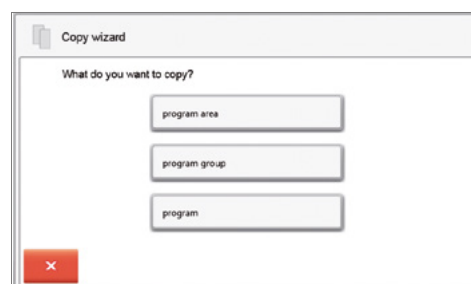 Copy wizard
What do you want to copy?
program area
program group
program